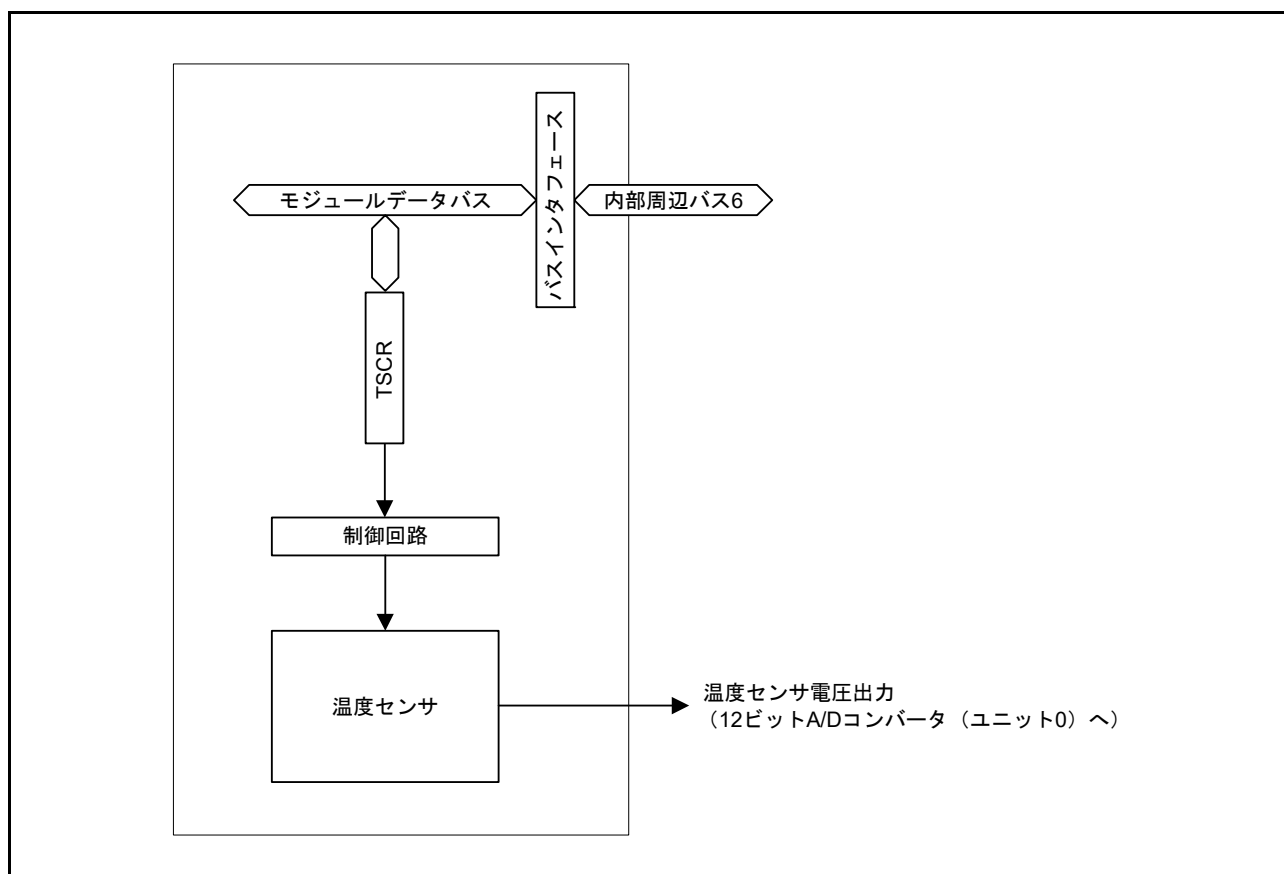 バスインタフェース
モジュールデータバス
内部周辺バス6
TSCR
制御回路
温度センサ
温度センサ電圧出力
（12ビットA/Dコンバータ（ユニット0）へ）